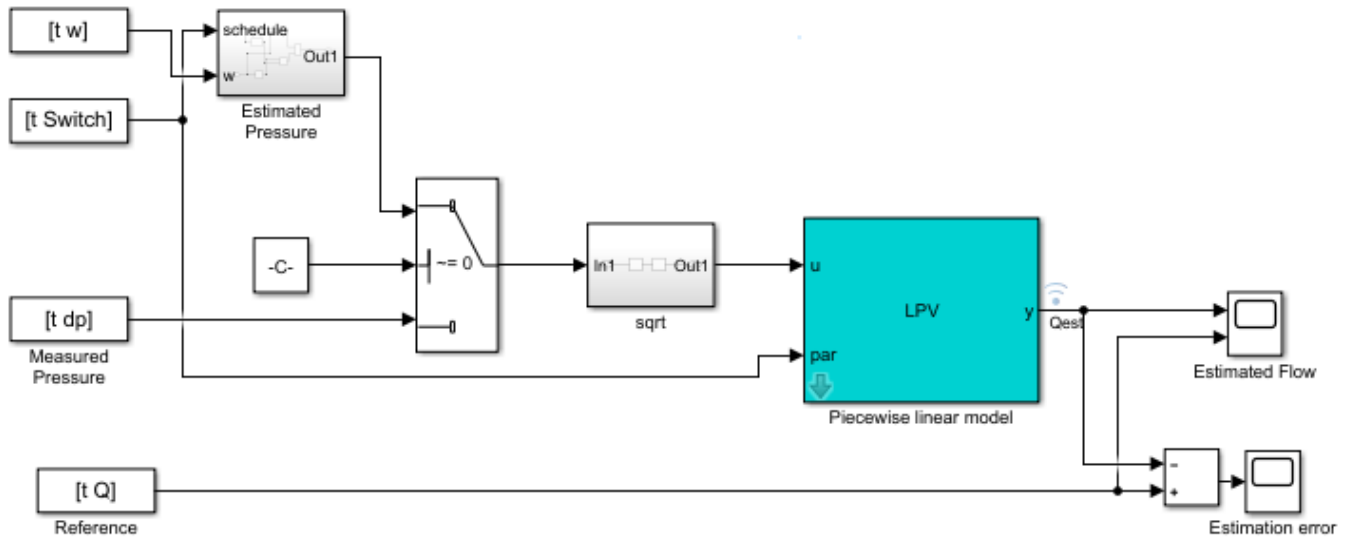 [t w]
schedule
w
Out1
Estimated
Pressure
[t Switch]
-C-
~= 0
In1
Out1
sqrt
u
LPV
y
par
Piecewise linear model
Qest
Estimated Flow
[t dp]
Measured
Pressure
[t Q]
Reference
−
+
Estimation error